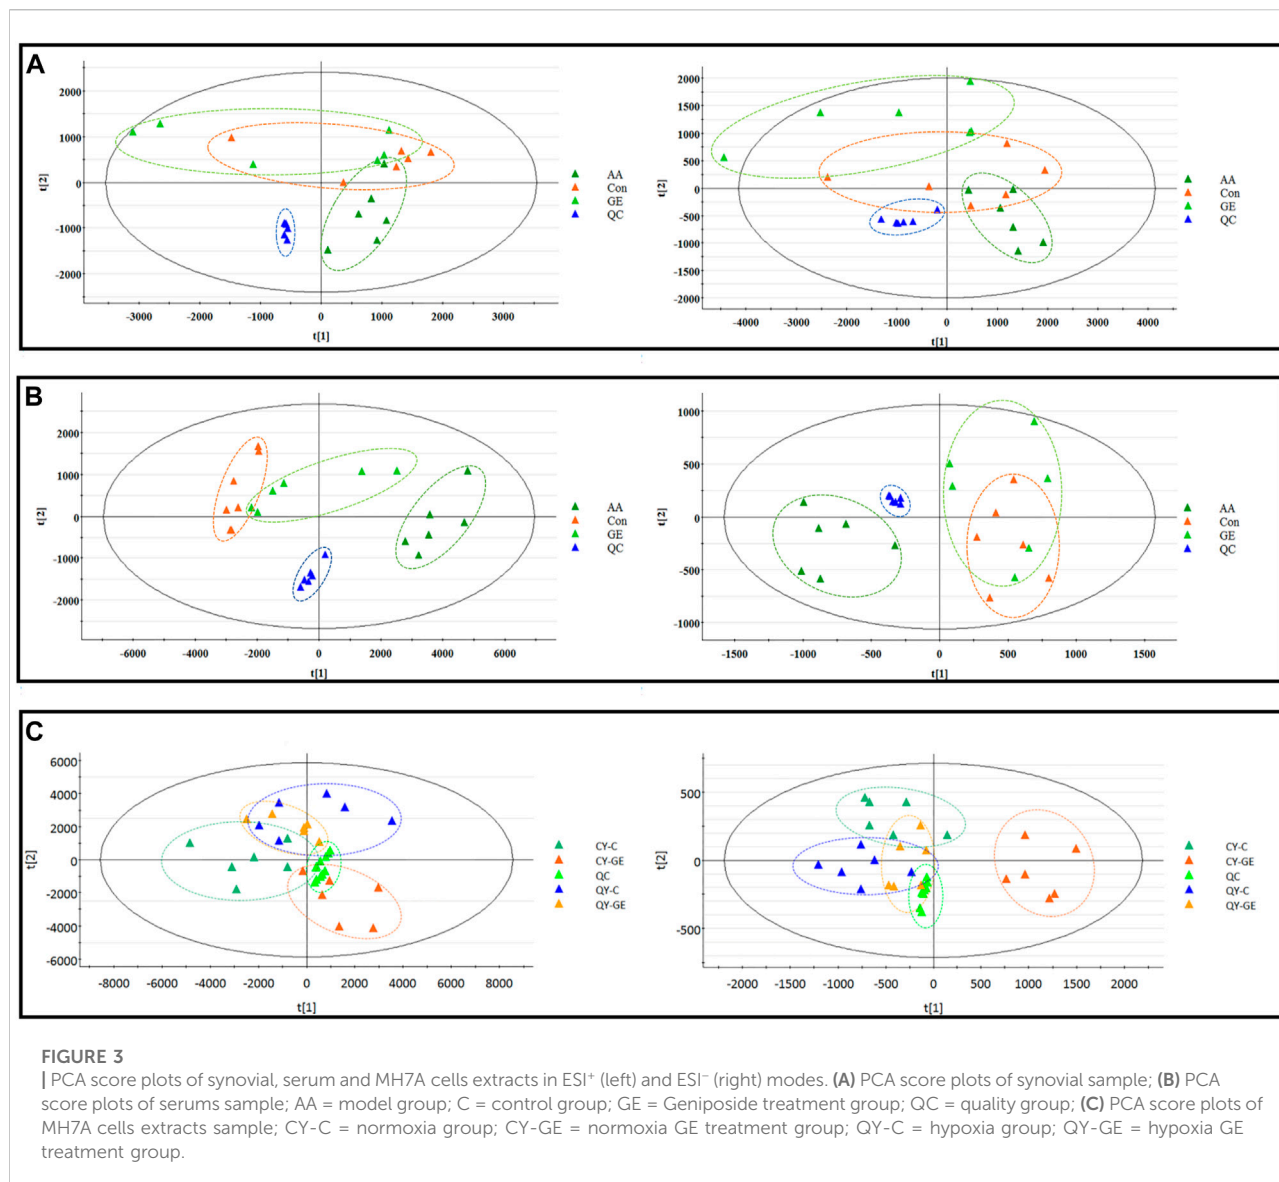 A
2000
1000
0
-1000
-2000
t[2]
-3000 -2000 -1000 0 1000 2000 3000
t[1]
AA
Con
GE
QC
2000
1500
1000
500
0
-500
-1000
-1500
-2000
t[2]
-4000 -3000 -2000 -1000 0 1000 2000 3000 4000
t[1]
AA
Con
GE
QC
B
2000
1000
0
-1000
-2000
t[2]
-6000 -4000 -2000 0 2000 4000 6000
t[1]
AA
Con
GE
QC
1000
500
0
-500
-1000
t[2]
-1500 -1000 -500 0 500 1000 1500
t[1]
AA
Con
GE
QC
C
6000
4000
2000
0
-2000
-4000
-6000
t[2]
-8000 -6000 -4000 -2000 0 2000 4000 6000 8000
t[1]
CY-C
CY-GE
QC
QY-C
QY-GE
500
0
-500
t[2]
-2000 -1500 -1000 -500 0 500 1000 1500 2000
t[1]
CY-C
CY-GE
QC
QY-C
QY-GE
FIGURE 3
| PCA score plots of synovial, serum and MH7A cells extracts in ESI⁺ (left) and ESI⁻ (right) modes. (A) PCA score plots of synovial sample; (B) PCA
score plots of serums sample; AA = model group; C = control group; GE = Geniposide treatment group; QC = quality group; (C) PCA score plots of
MH7A cells extracts sample; CY-C = normoxia group; CY-GE = normoxia GE treatment group; QY-C = hypoxia group; QY-GE = hypoxia GE
treatment group.